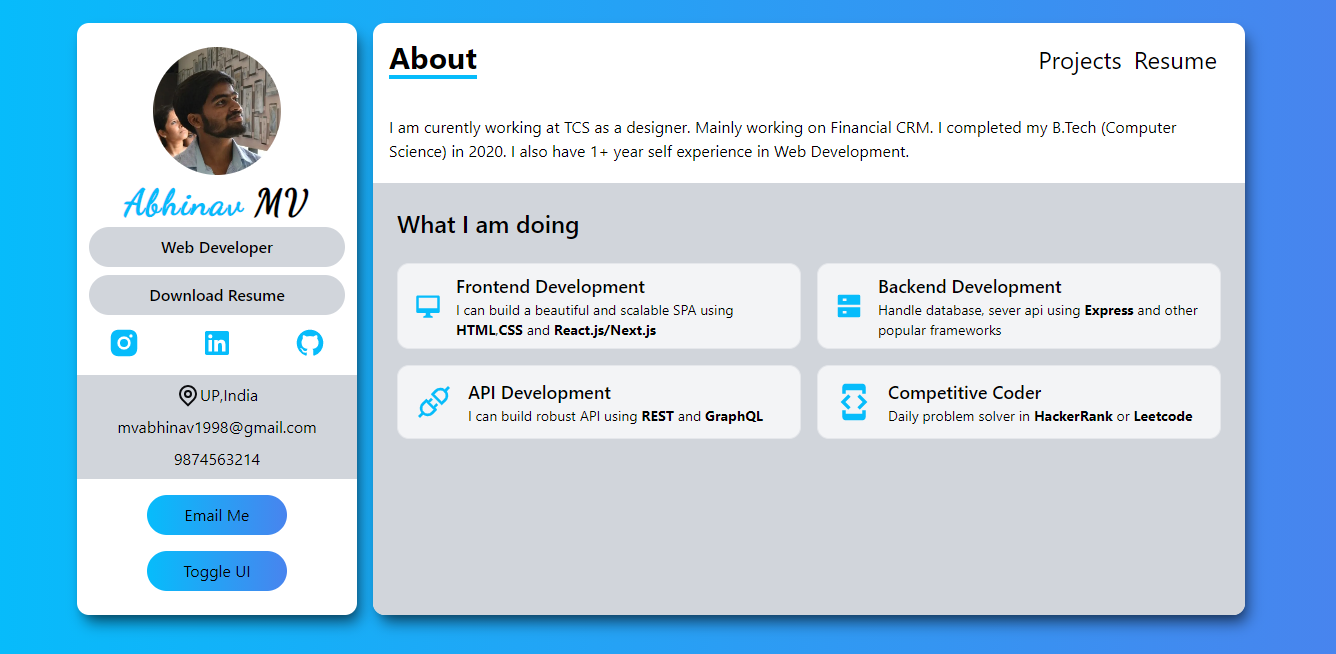 Abhinav MV
Web Developer
Download Resume
UP,India
mvabhinav1998@gmail.com
9874563214
Email Me
Toggle UI
About
Projects Resume
I am curently working at TCS as a designer. Mainly working on Financial CRM. I completed my B.Tech (Computer
Science) in 2020. I also have 1+ year self experience in Web Development.
What I am doing
Frontend Development
I can build a beautiful and scalable SPA using
HTML,CSS and React.js/Next.js
Backend Development
Handle database, sever api using Express and other
popular frameworks
API Development
I can build robust API using REST and GraphQL
Competitive Coder
Daily problem solver in HackerRank or Leetcode